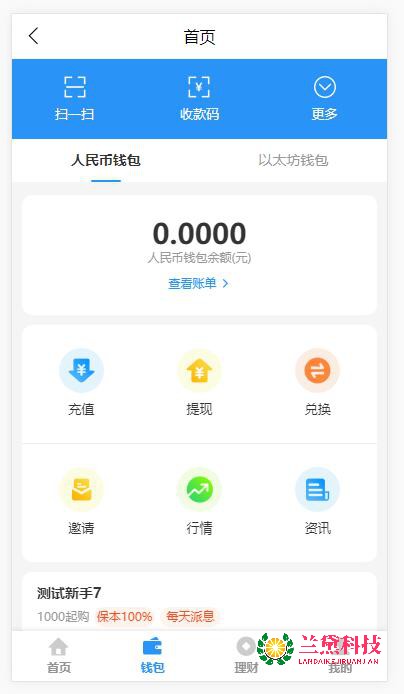 首页
扫一扫 收款码 更多
人民币钱包 以太坊钱包
0.0000
人民币钱包余额(元)
查看账单 >
充值 提现 兑换
邀请 行情 资讯
测试新手7
1000起购 保本100% 每天派息
兰黛科技
LANDAIKEJIRUANJIAN
首页 钱包 理财 我的